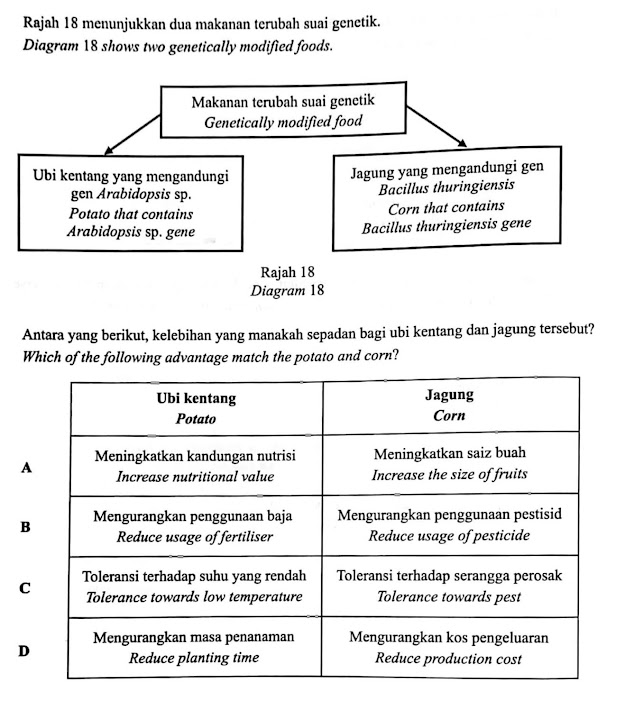 Rajah 18 menunjukkan dua makanan terubah suai genetik.
Diagram 18 shows two genetically modified foods.
Makanan terubah suai genetik
Genetically modified food
Ubi kentang yang mengandungi
gen Arabidopsis sp.
Potato that contains
Arabidopsis sp. gene
Jagung yang mengandungi gen
Bacillus thuringiensis
Corn that contains
Bacillus thuringiensis gene
Rajah 18
Diagram 18
Antara yang berikut, kelebihan yang manakah sepadan bagi ubi kentang dan jagung tersebut?
Which of the following advantage match the potato and corn?
Ubi kentang
Potato
Jagung
Corn
A
Meningkatkan kandungan nutrisi
Increase nutritional value
Meningkatkan saiz buah
Increase the size of fruits
B
Mengurangkan penggunaan baja
Reduce usage of fertiliser
Mengurangkan penggunaan pestisid
Reduce usage of pesticide
C
Toleransi terhadap suhu yang rendah
Tolerance towards low temperature
Toleransi terhadap serangga perosak
Tolerance towards pest
D
Mengurangkan masa penanaman
Reduce planting time
Mengurangkan kos pengeluaran
Reduce production cost